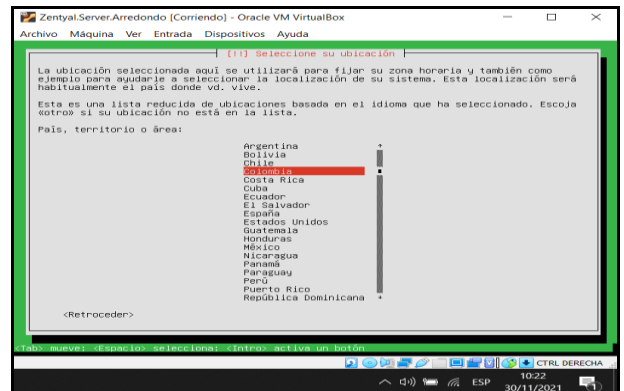 Zentyal.Server.Arredondo [Corriendo] - Oracle VM VirtualBox
Archivo Máquina Ver Entrada Dispositivos Ayuda
[!!] Seleccione su ubicación
La ubicación seleccionada aquí se utilizará para fijar su zona horaria y también como
ejemplo para ayudarle a seleccionar la localización de su sistema. Esta localización será
habitualmente el país donde vd. vive.
Esta es una lista reducida de ubicaciones basada en el idioma que ha seleccionado. Escoja
«otro» si su ubicación no está en la lista.
País, territorio o área:
Argentina
Bolivia
Chile
Colombia
Costa Rica
Cuba
Ecuador
El Salvador
España
Estados Unidos
Guatemala
Honduras
México
Nicaragua
Panamá
Paraguay
Perú
Puerto Rico
República Dominicana
<Retroceder>
<Tab> mueve; <Espacio> selecciona; <Intro> activa un botón
CTRL DERECHA
ESP
10:22
30/11/2021